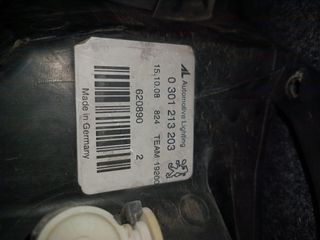 AL Automotive Lighting
0 301 213 203
15.10.08 824 TEAM 19200
620890 2
Made in Germany